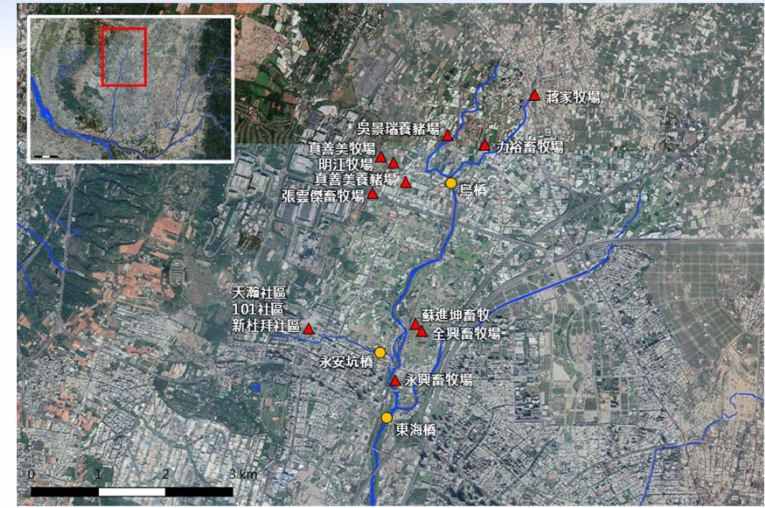 蔣家牧場
吳景瑞養豬場
力裕畜牧場
真善美牧場
明江牧場
真善美養豬場
烏橋
張雲傑畜牧場
天瀚社區
101社區
新杜拜社區
蘇進坤畜牧
全興畜牧場
永安坑橋
永興畜牧場
東海橋
0 1 2 3 km